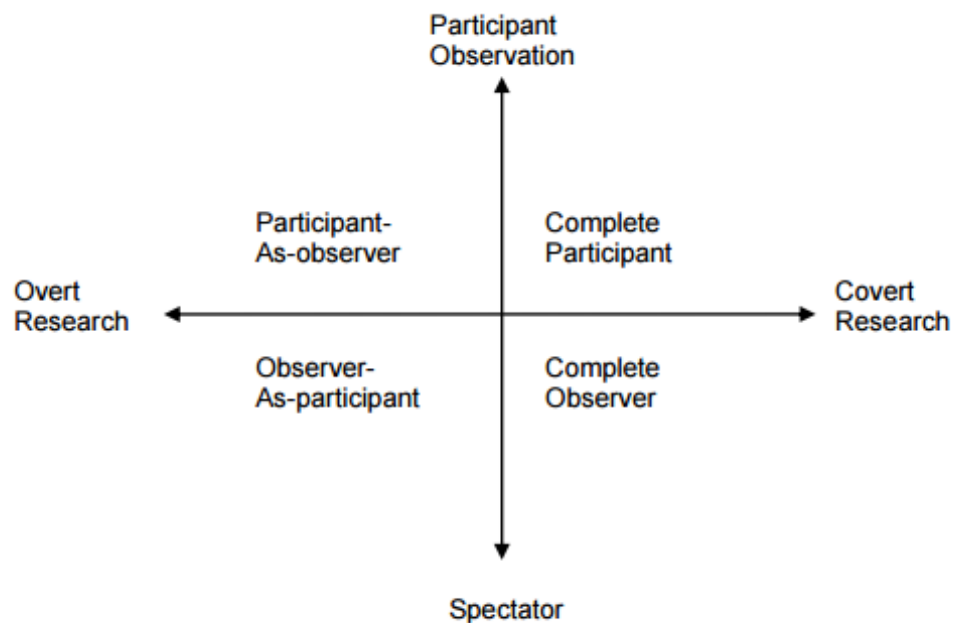 Participant
Observation
Participant-
As-observer
Complete
Participant
Overt
Research
Covert
Research
Observer-
As-participant
Complete
Observer
Spectator